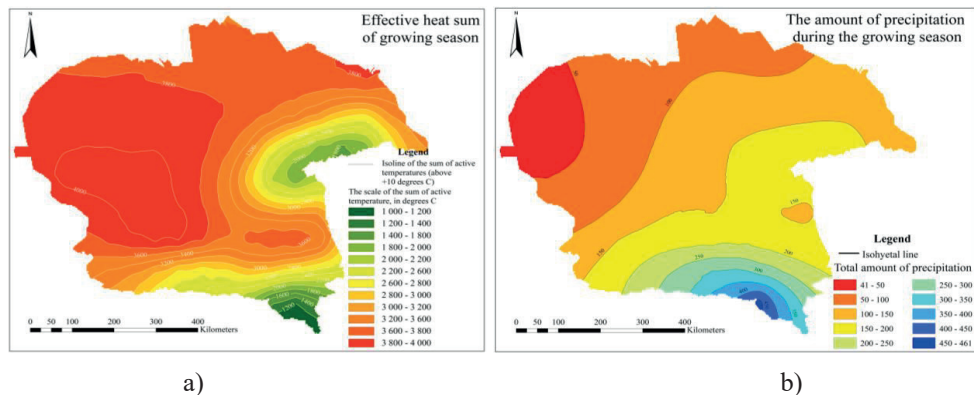 N
Effective heat sum
of growing season
Legend
Isoline of the sum of active
temperatures (above
+10 degrees C)
The scale of the sum of active
temperature, in degrees C
1 000 - 1 200
1 200 - 1 400
1 400 - 1 800
1 800 - 2 000
2 000 - 2 200
2 200 - 2 600
2 600 - 2 800
2 800 - 3 000
3 000 - 3 200
3 200 - 3 600
3 600 - 3 800
3 800 - 4 000
0 50 100 200 300 400
Kilometers
a)
N
The amount of precipitation
during the growing season
100
150
150
200
250
Legend
Isohyetal line
Total amount of precipitation
41 - 50
50 - 100
100 - 150
150 - 200
200 - 250
250 - 300
300 - 350
350 - 400
400 - 450
450 - 461
0 50 100 200 300 400
Kilometers
b)